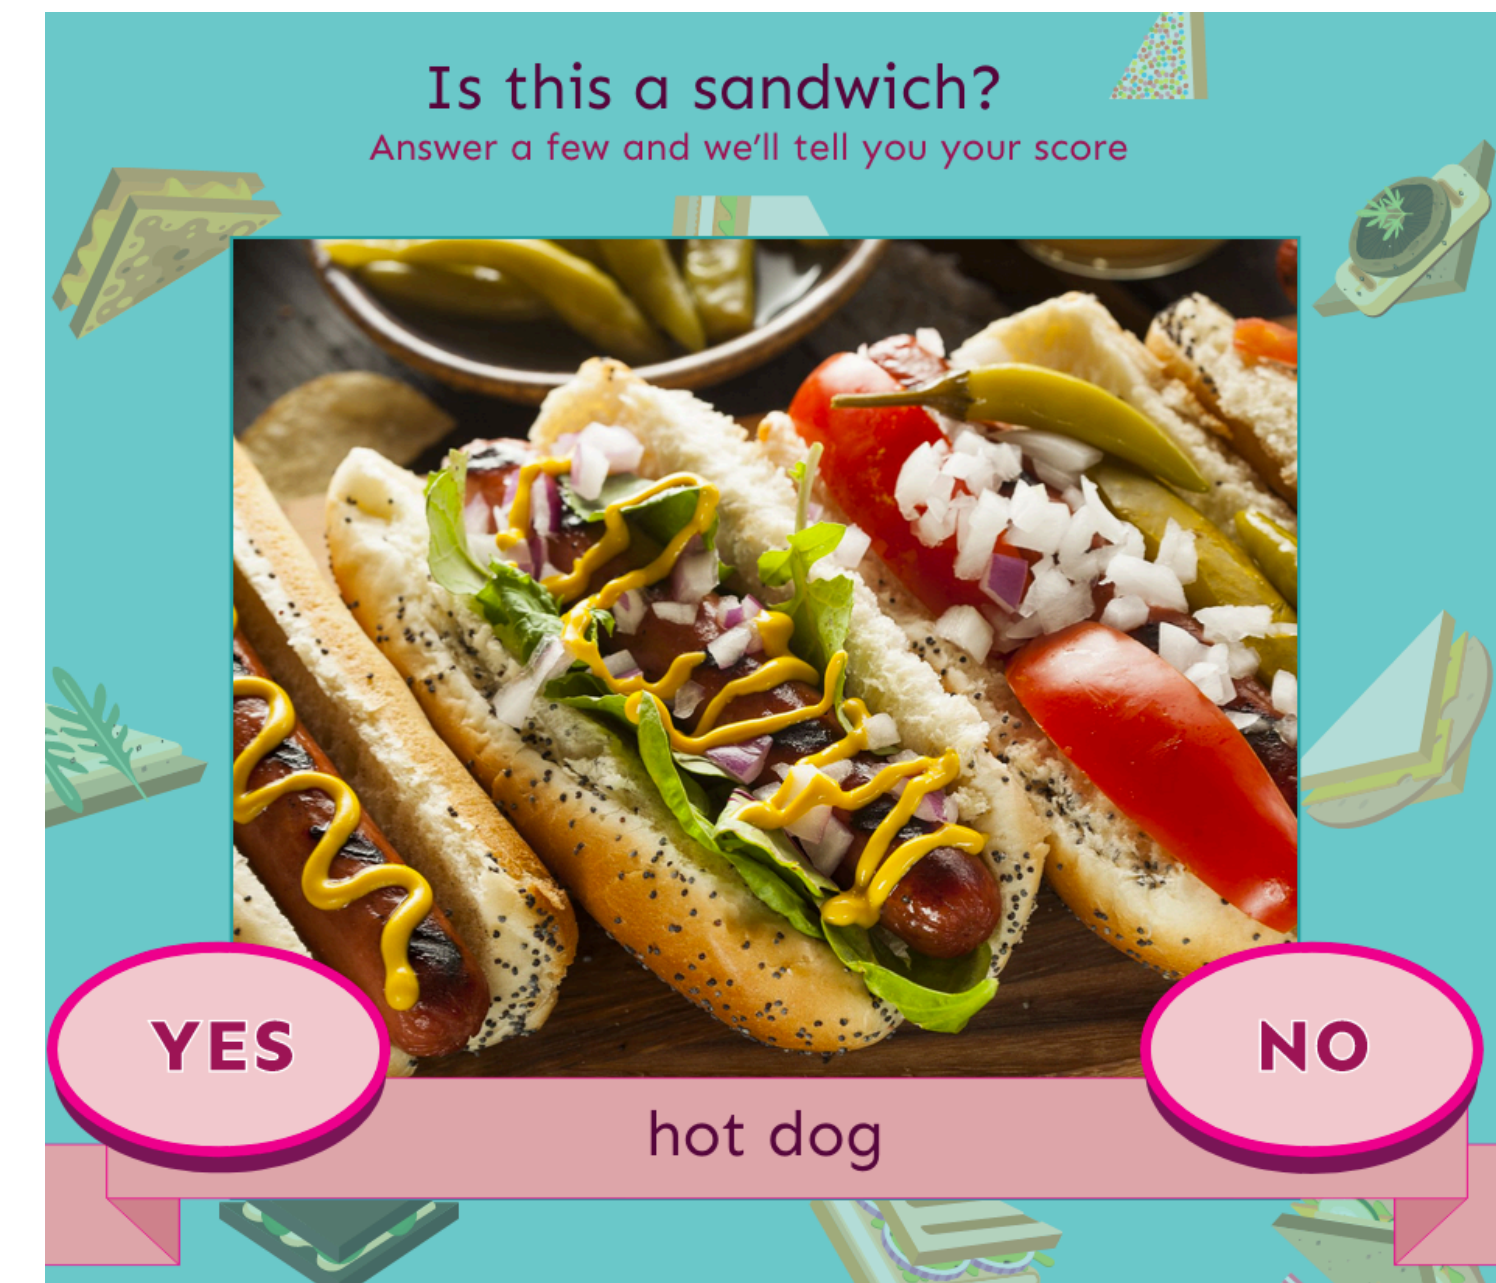 Is this a sandwich?
Answer a few and we'll tell you your score
YES
NO
hot dog